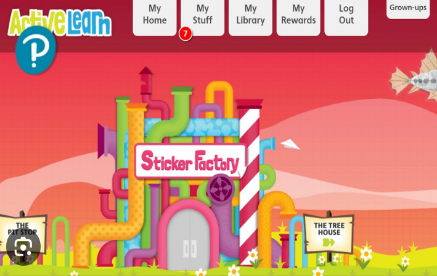 ActiveLearn
My Home
My Stuff
My Library
My Rewards
Log Out
Grown-ups
7
P
Sticker Factory
THE
PIT STOP
THE TREE
HOUSE